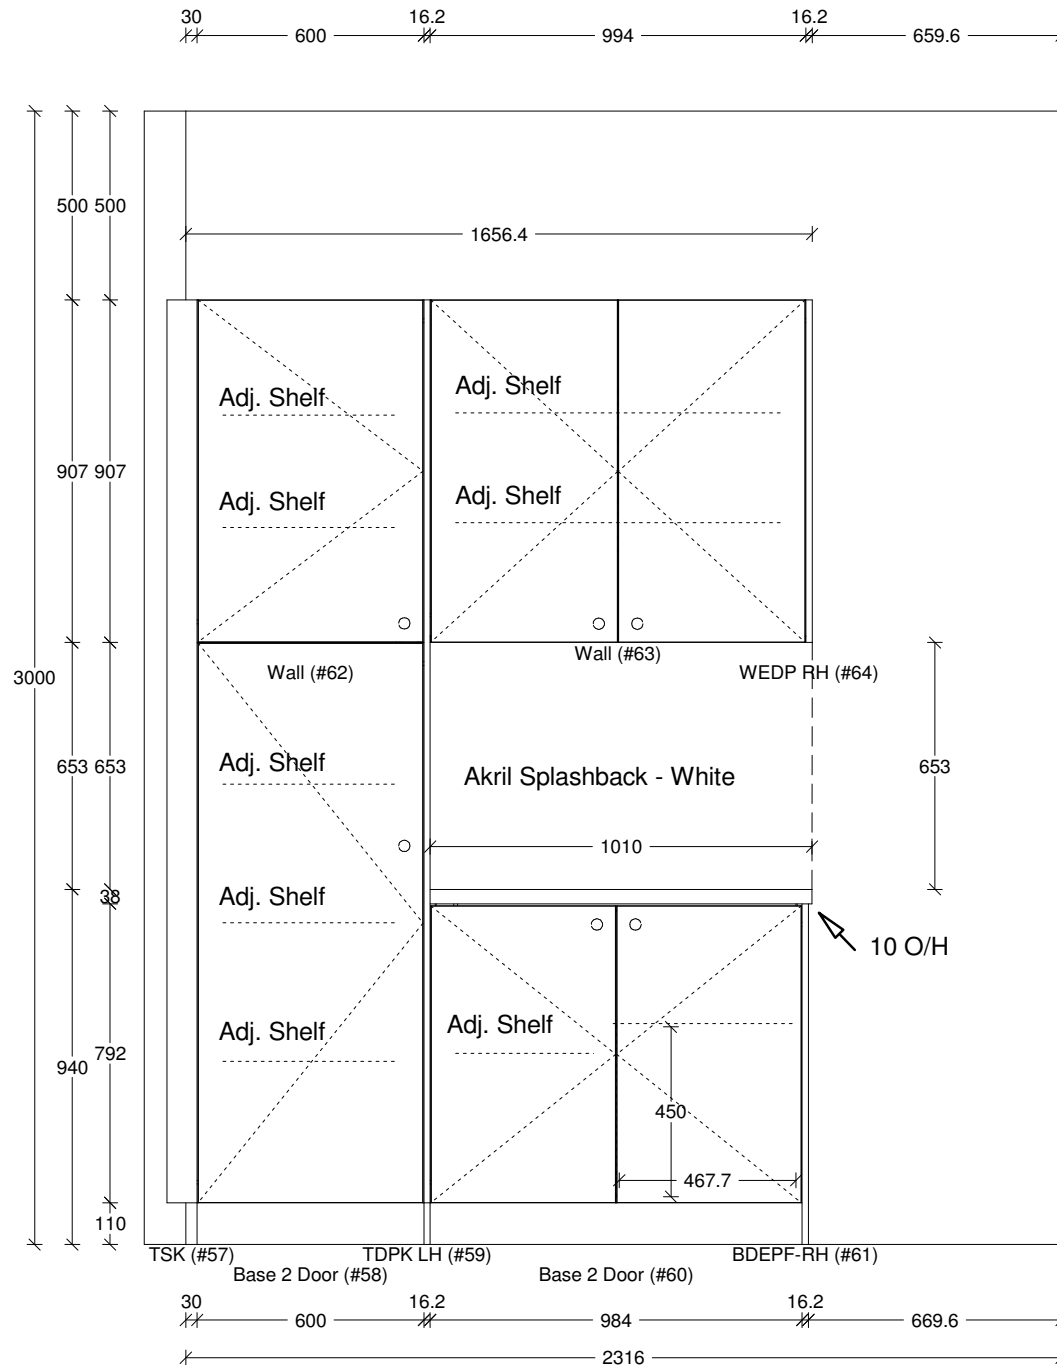 30 16.2 16.2
600 994 659.6
500 500
1656.4
Adj. Shelf Adj. Shelf
907 907
Adj. Shelf Adj. Shelf
Wall (#63)
Wall (#62) WEDP RH (#64)
3000
Adj. Shelf
653 653 Akril Splashback - White 653
1010
Adj. Shelf 38
10 O/H
Adj. Shelf Adj. Shelf
792
940
450
467.7
110
TSK (#57) TDPK LH (#59) BDEPF-RH (#61)
Base 2 Door (#58) Base 2 Door (#60)
30 16.2 16.2
600 984 669.6
2316